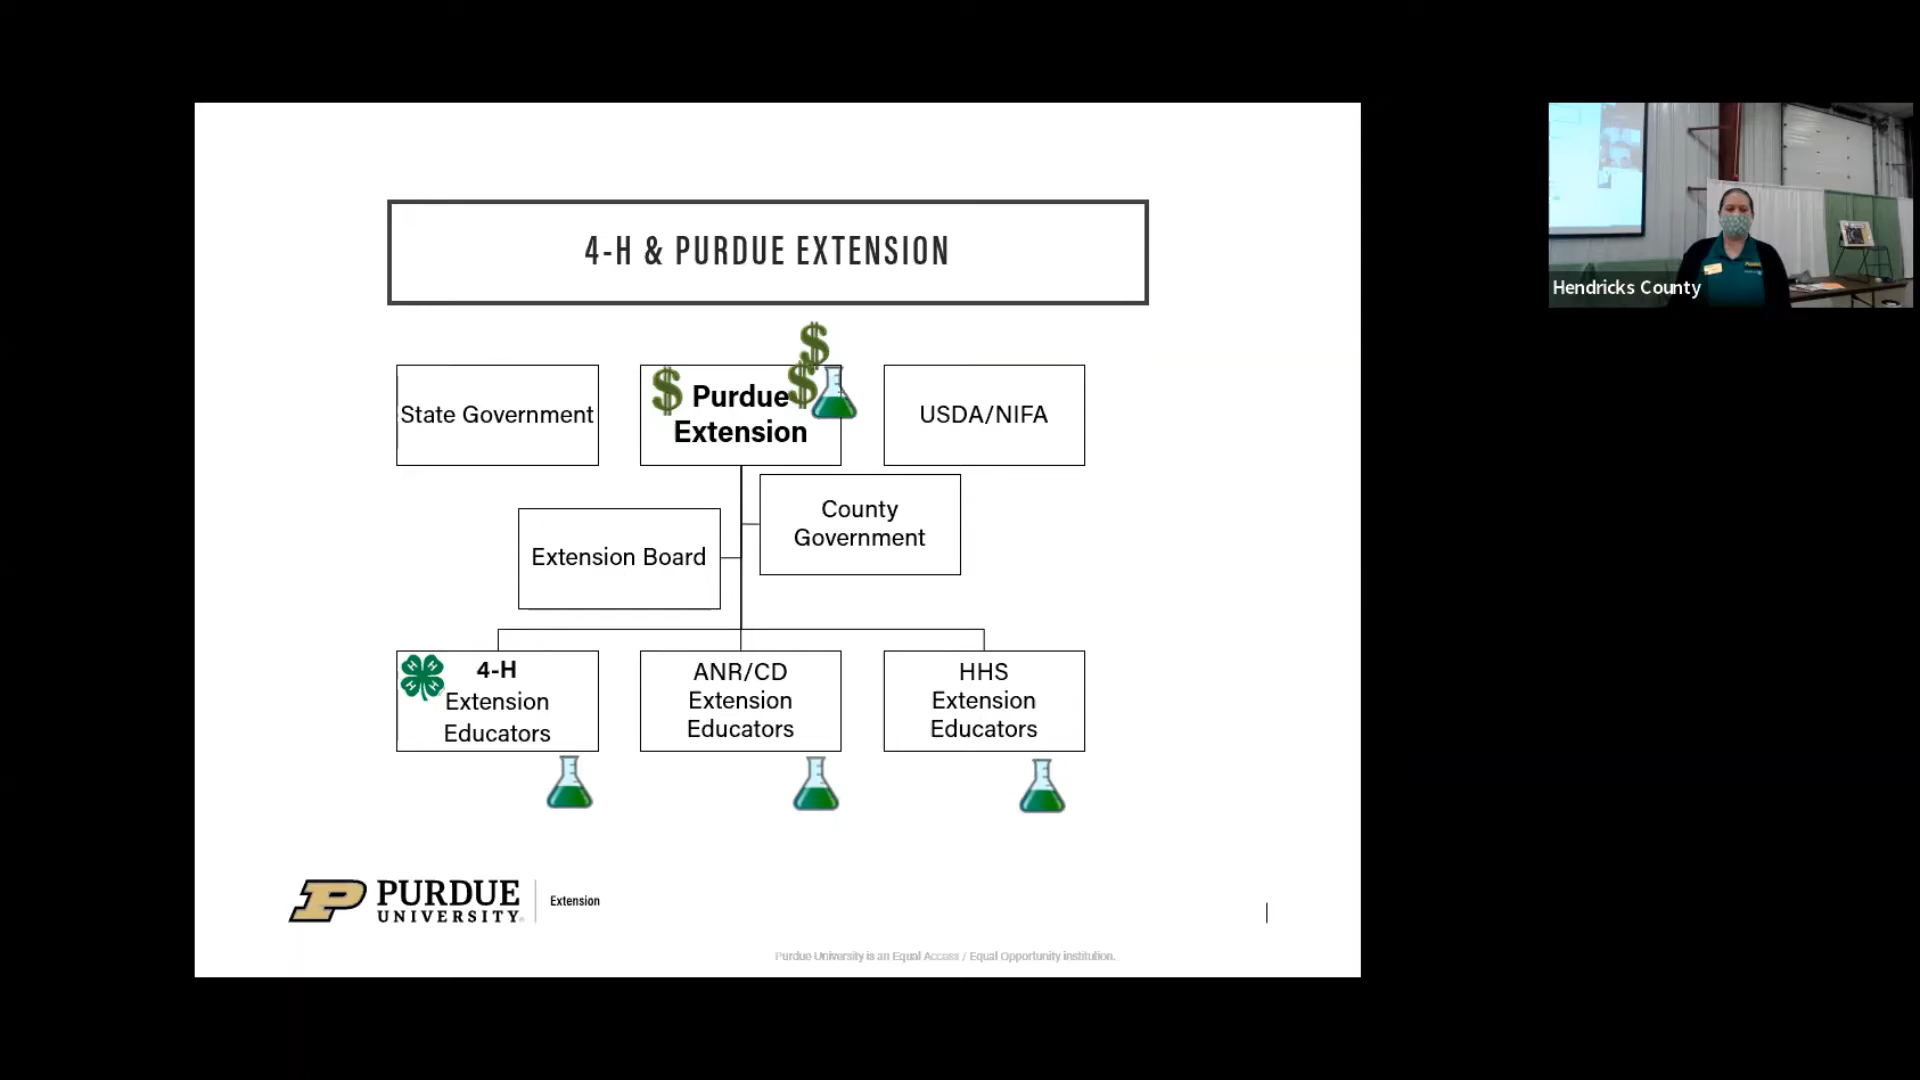 4-H & PURDUE EXTENSION
$
State Government
$ Purdue $
Extension
USDA/NIFA
County
Government
Extension Board
4-H
Extension
Educators
ANR/CD
Extension
Educators
HHS
Extension
Educators
PURDUE
UNIVERSITY
Extension
Purdue University is an Equal Access / Equal Opportunity institution.
Hendricks County